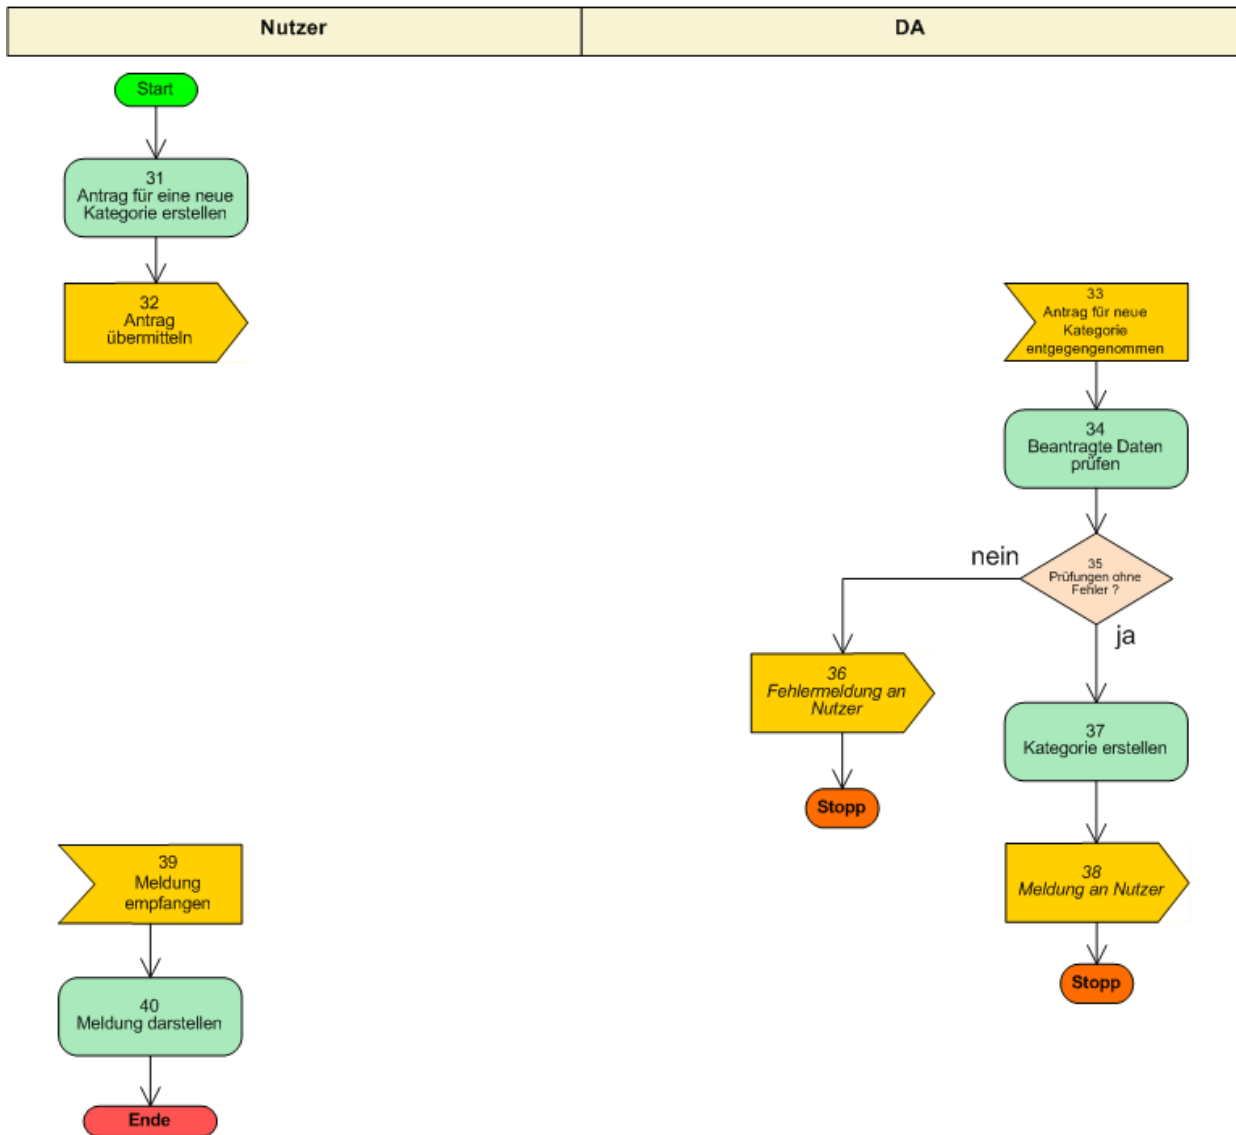 Nutzer
DA
Start
31
Antrag für eine neue
Kategorie erstellen
32
Antrag
übermitteln
33
Antrag für neue
Kategorie
entgegengenommen
34
Beantragte Daten
prüfen
35
Prüfungen ohne
Fehler ?
nein
ja
36
Fehlermeldung an
Nutzer
Stopp
37
Kategorie erstellen
38
Meldung an Nutzer
Stopp
39
Meldung
empfangen
40
Meldung darstellen
Ende